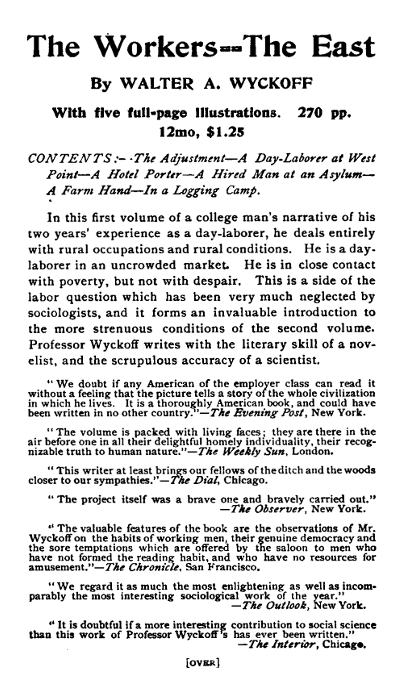 The Workers--The East
By WALTER A. WYCKOFF
With five full-page Illustrations. 270 pp.
12mo, $1.25
CONTENTS:- ·The Adjustment—A Day-Laborer at West
Point—A Hotel Porter—A Hired Man at an Asylum—
A Farm Hand—In a Logging Camp.
In this first volume of a college man's narrative of his
two years' experience as a day-laborer, he deals entirely
with rural occupations and rural conditions. He is a day-
laborer in an uncrowded market. He is in close contact
with poverty, but not with despair. This is a side of the
labor question which has been very much neglected by
sociologists, and it forms an invaluable introduction to
the more strenuous conditions of the second volume.
Professor Wyckoff writes with the literary skill of a nov-
elist, and the scrupulous accuracy of a scientist.
"We doubt if any American of the employer class can read it
without a feeling that the picture tells a story of the whole civilization
in which he lives. It is a thoroughly American book, and could have
been written in no other country."—The Evening Post, New York.
"The volume is packed with living faces; they are there in the
air before one in all their delightful homely individuality, their recog-
nizable truth to human nature."—The Weekly Sun, London.
"This writer at least brings our fellows of the ditch and the woods
closer to our sympathies."—The Dial, Chicago.
"The project itself was a brave one and bravely carried out."
—The Observer, New York.
"The valuable features of the book are the observations of Mr.
Wyckoff on the habits of working men, their genuine democracy and
the sore temptations which are offered by the saloon to men who
have not formed the reading habit, and who have no resources for
amusement."—The Chronicle, San Francisco.
"We regard it as much the most enlightening as well as incom-
parably the most interesting sociological work of the year."
—The Outlook, New York.
"It is doubtful if a more interesting contribution to social science
than this work of Professor Wyckoff's has ever been written."
—The Interior, Chicago.
[OVER]